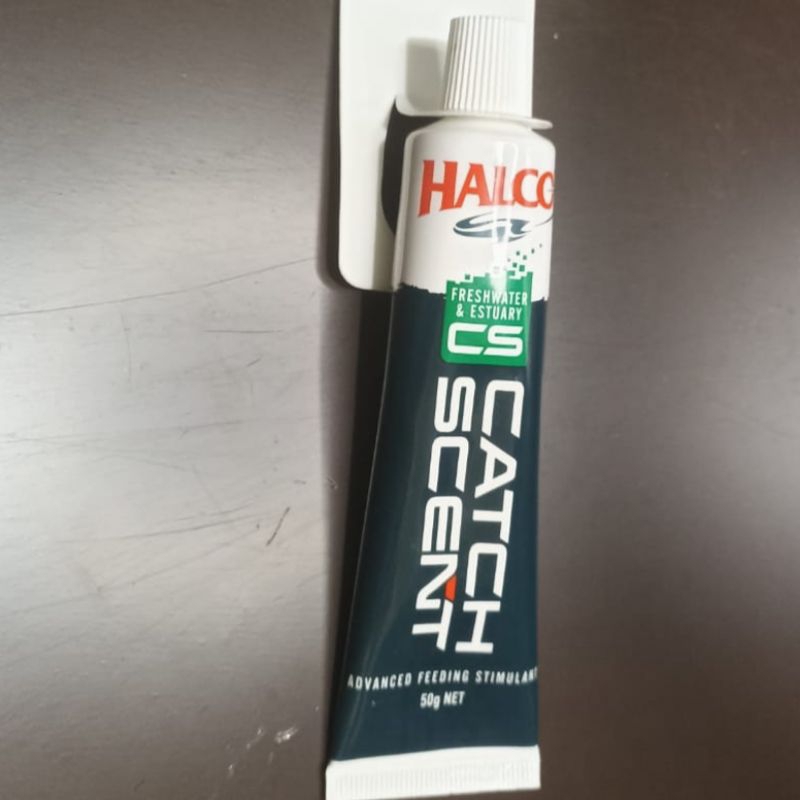 HALCO
FRESHWATER
& ESTUARY
CS
CATCH
SCENT
ADVANCED FEEDING STIMULANT
50g NET